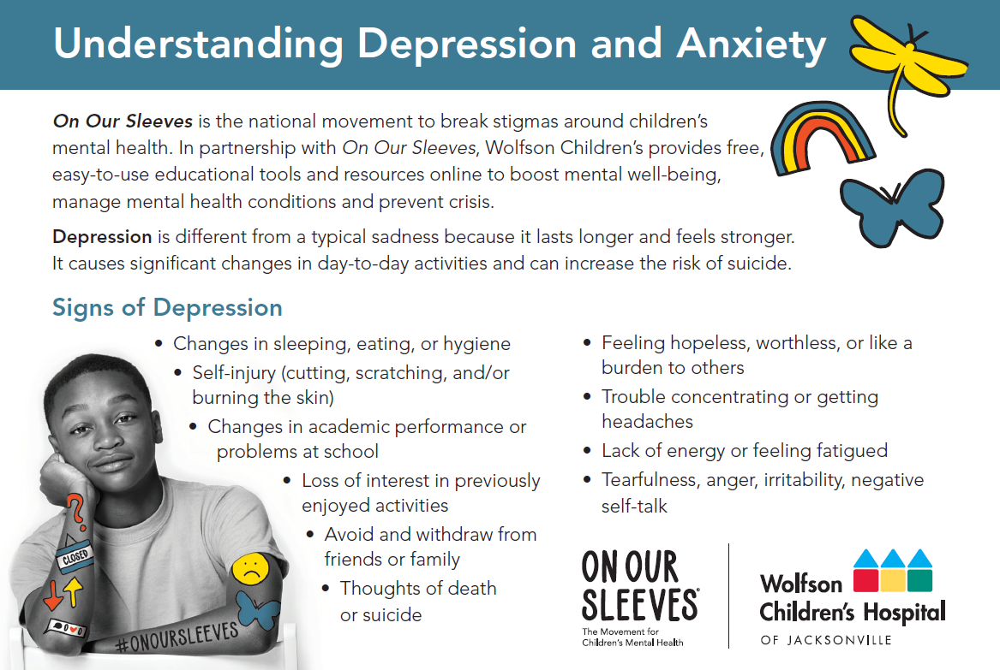 Understanding Depression and Anxiety
On Our Sleeves is the national movement to break stigmas around children's
mental health. In partnership with On Our Sleeves, Wolfson Children's provides free,
easy-to-use educational tools and resources online to boost mental well-being,
manage mental health conditions and prevent crisis.
Depression is different from a typical sadness because it lasts longer and feels stronger.
It causes significant changes in day-to-day activities and can increase the risk of suicide.
Signs of Depression
• Changes in sleeping, eating, or hygiene
• Self-injury (cutting, scratching, and/or
burning the skin)
• Changes in academic performance or
problems at school
• Loss of interest in previously
enjoyed activities
• Avoid and withdraw from
friends or family
• Thoughts of death
or suicide
• Feeling hopeless, worthless, or like a
burden to others
• Trouble concentrating or getting
headaches
• Lack of energy or feeling fatigued
• Tearfulness, anger, irritability, negative
self-talk
?
CLOSED
#ONOURSLEEVES
ON OUR
SLEEVES®
The Movement for
Children's Mental Health
Wolfson
Children's Hospital
OF JACKSONVILLE